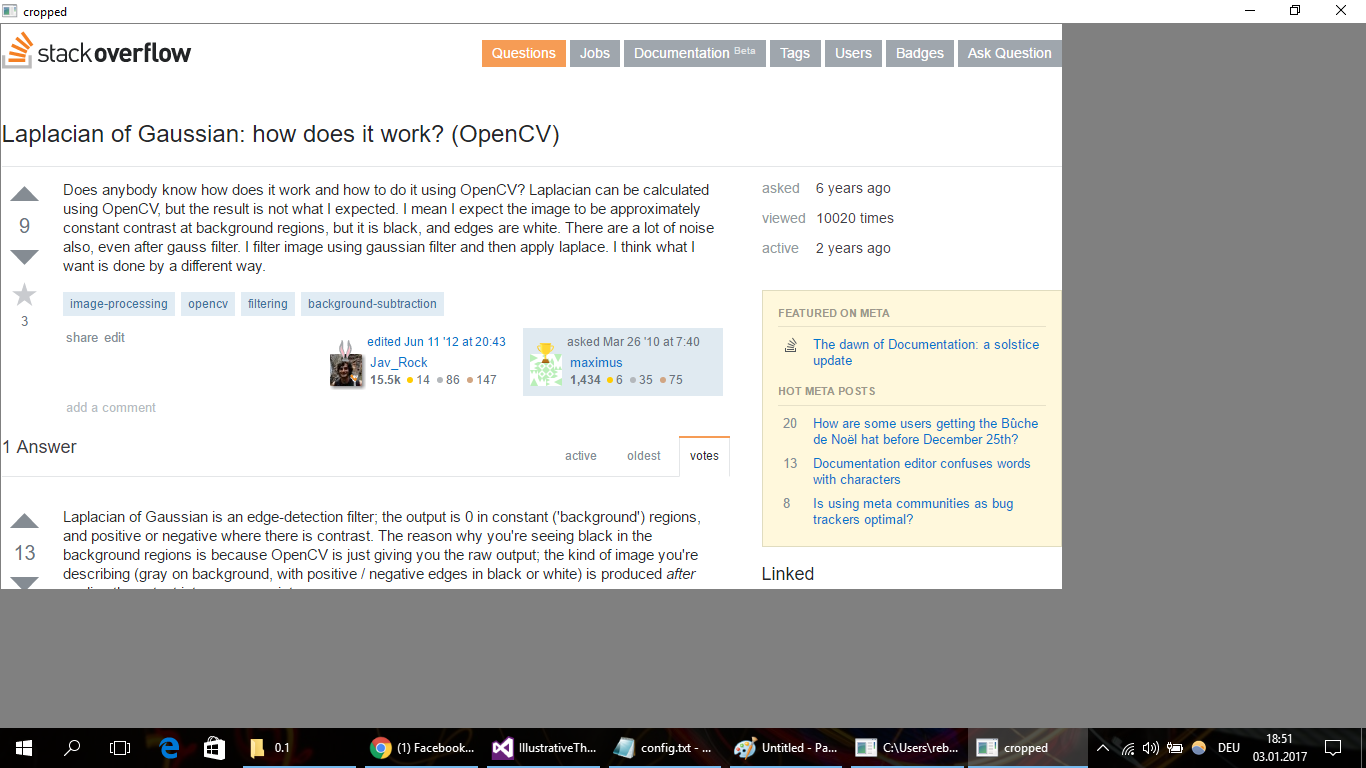 cropped
stackoverflow
Questions Jobs Documentation Beta Tags Users Badges Ask Question
Laplacian of Gaussian: how does it work? (OpenCV)
9
3
Does anybody know how does it work and how to do it using OpenCV? Laplacian can be calculated
using OpenCV, but the result is not what I expected. I mean I expect the image to be approximately
constant contrast at background regions, but it is black, and edges are white. There are a lot of noise
also, even after gauss filter. I filter image using gaussian filter and then apply laplace. I think what I
want is done by a different way.
image-processing opencv filtering background-subtraction
share edit
edited Jun 11 '12 at 20:43
Jav_Rock
15.5k 14 86 147
asked Mar 26 '10 at 7:40
maximus
1,434 6 35 75
add a comment
asked 6 years ago
viewed 10020 times
active 2 years ago
FEATURED ON META
The dawn of Documentation: a solstice
update
HOT META POSTS
20 How are some users getting the Bûche
de Noël hat before December 25th?
13 Documentation editor confuses words
with characters
8 Is using meta communities as bug
trackers optimal?
Linked
1 Answer
active oldest votes
13
Laplacian of Gaussian is an edge-detection filter; the output is 0 in constant ('background') regions,
and positive or negative where there is contrast. The reason why you're seeing black in the
background regions is because OpenCV is just giving you the raw output; the kind of image you're
describing (gray on background, with positive / negative edges in black or white) is produced after
0.1 (1) Facebook... IllustrativeTh... config.txt - ... Untitled - Pa... C:\Users\reb... cropped DEU
18:51
03.01.2017